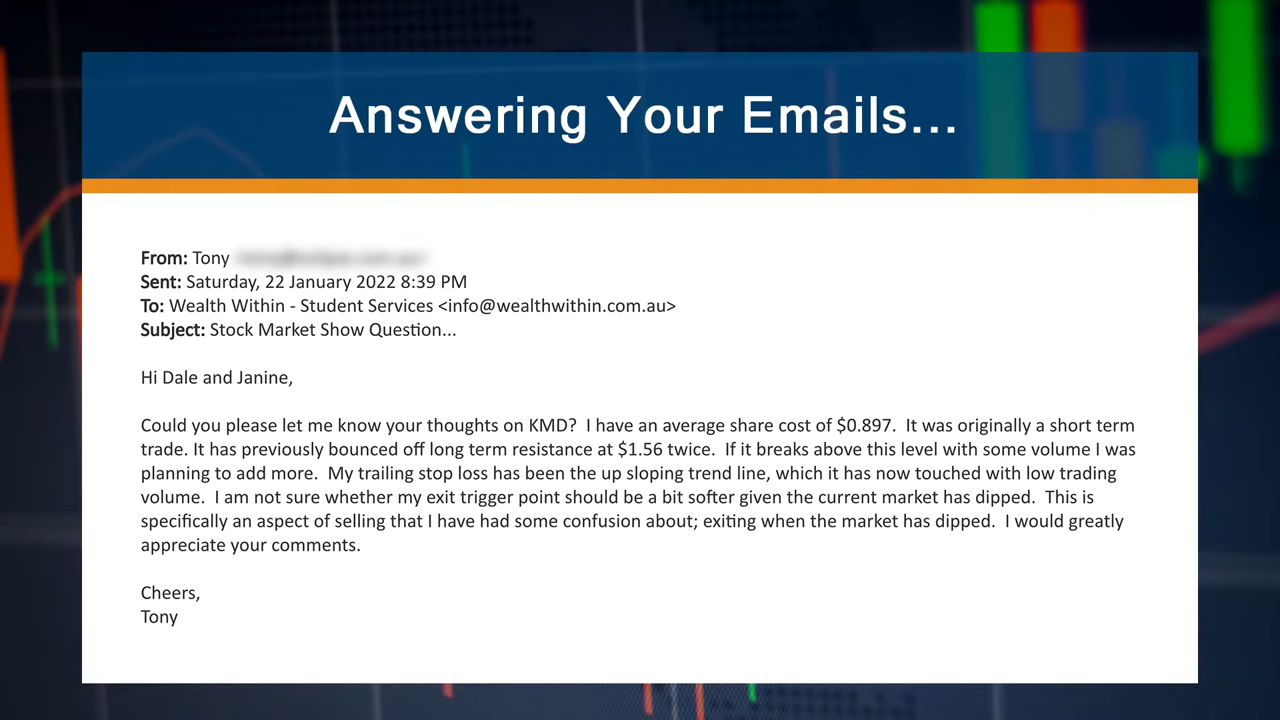 Answering Your Emails...
From: Tony
Sent: Saturday, 22 January 2022 8:39 PM
To: Wealth Within - Student Services <info@wealthwithin.com.au>
Subject: Stock Market Show Question...
Hi Dale and Janine,
Could you please let me know your thoughts on KMD?  I have an average share cost of $0.897.  It was originally a short term
trade. It has previously bounced off long term resistance at $1.56 twice.  If it breaks above this level with some volume I was
planning to add more.  My trailing stop loss has been the up sloping trend line, which it has now touched with low trading
volume.  I am not sure whether my exit trigger point should be a bit softer given the current market has dipped.  This is
specifically an aspect of selling that I have had some confusion about; exiting when the market has dipped.  I would greatly
appreciate your comments.
Cheers,
Tony